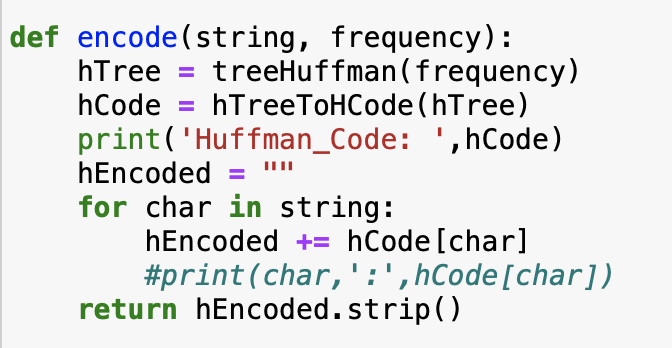 def encode(string, frequency):
    hTree = treeHuffman(frequency)
    hCode = hTreeToHCode(hTree)
    print('Huffman_Code: ',hCode)
    hEncoded = ""
    for char in string:
        hEncoded += hCode[char]
        #print(char,':',hCode[char])
    return hEncoded.strip()